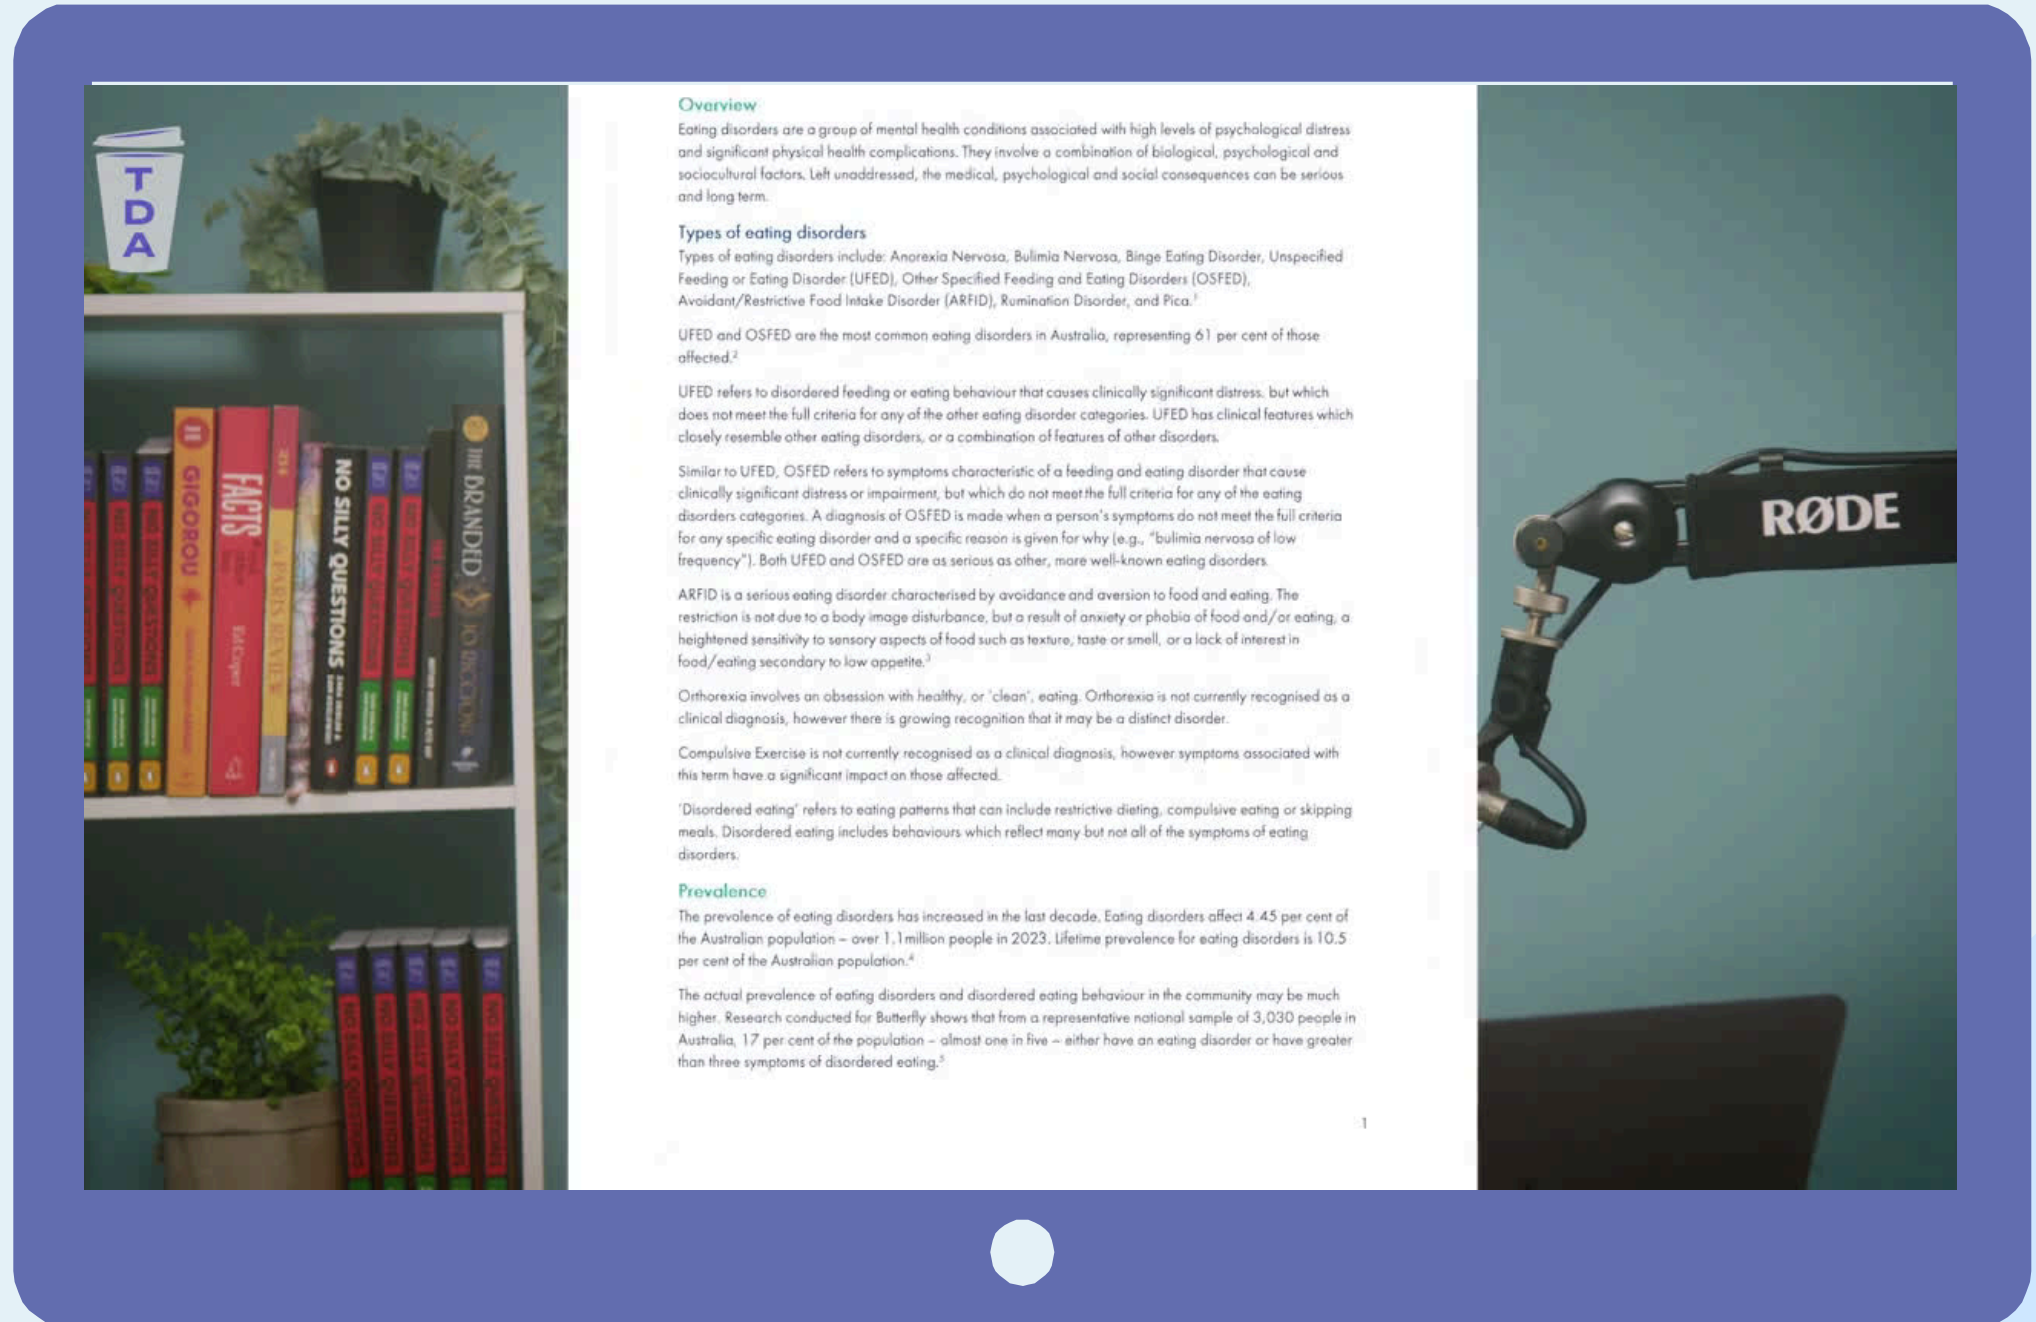 T
D
A
GIGOROU
FACTS
PARIS REVIEW
NO SILLY QUESTIONS
THE BRANDED
NO SILLY QUESTIONS
NO SILLY QUESTIONS
NO SILLY QUESTIONS
NO SILLY QUESTIONS
Overview
Eating disorders are a group of mental health conditions associated with high levels of psychological distress
and significant physical health complications. They involve a combination of biological, psychological and
sociocultural factors. Left unaddressed, the medical, psychological and social consequences can be serious
and long term.
Types of eating disorders
Types of eating disorders include: Anorexia Nervosa, Bulimia Nervosa, Binge Eating Disorder, Unspecified
Feeding or Eating Disorder (UFED), Other Specified Feeding and Eating Disorders (OSFED),
Avoidant/Restrictive Food Intake Disorder (ARFID), Rumination Disorder, and Pica.¹
UFED and OSFED are the most common eating disorders in Australia, representing 61 per cent of those
affected.²
UFED refers to disordered feeding or eating behaviour that causes clinically significant distress, but which
does not meet the full criteria for any of the other eating disorder categories. UFED has clinical features which
closely resemble other eating disorders, or a combination of features of other disorders.
Similar to UFED, OSFED refers to symptoms characteristic of a feeding and eating disorder that cause
clinically significant distress or impairment, but which do not meet the full criteria for any of the eating
disorders categories. A diagnosis of OSFED is made when a person's symptoms do not meet the full criteria
for any specific eating disorder and a specific reason is given for why (e.g., "bulimia nervosa of low
frequency"). Both UFED and OSFED are as serious as other, more well-known eating disorders.
ARFID is a serious eating disorder characterised by avoidance and aversion to food and eating. The
restriction is not due to a body image disturbance, but a result of anxiety or phobia of food and/or eating, a
heightened sensitivity to sensory aspects of food such as texture, taste or smell, or a lack of interest in
food/eating secondary to low appetite.³
Orthorexia involves an obsession with healthy, or 'clean', eating. Orthorexia is not currently recognised as a
clinical diagnosis, however there is growing recognition that it may be a distinct disorder.
Compulsive Exercise is not currently recognised as a clinical diagnosis, however symptoms associated with
this term have a significant impact on those affected.
'Disordered eating' refers to eating patterns that can include restrictive dieting, compulsive eating or skipping
meals. Disordered eating includes behaviours which reflect many but not all of the symptoms of eating
disorders.
Prevalence
The prevalence of eating disorders has increased in the last decade. Eating disorders affect 4.45 per cent of
the Australian population – over 1.1million people in 2023. Lifetime prevalence for eating disorders is 10.5
per cent of the Australian population.⁴
The actual prevalence of eating disorders and disordered eating behaviour in the community may be much
higher. Research conducted for Butterfly shows that from a representative national sample of 3,030 people in
Australia, 17 per cent of the population – almost one in five – either have an eating disorder or have greater
than three symptoms of disordered eating.⁵
1
RØDE